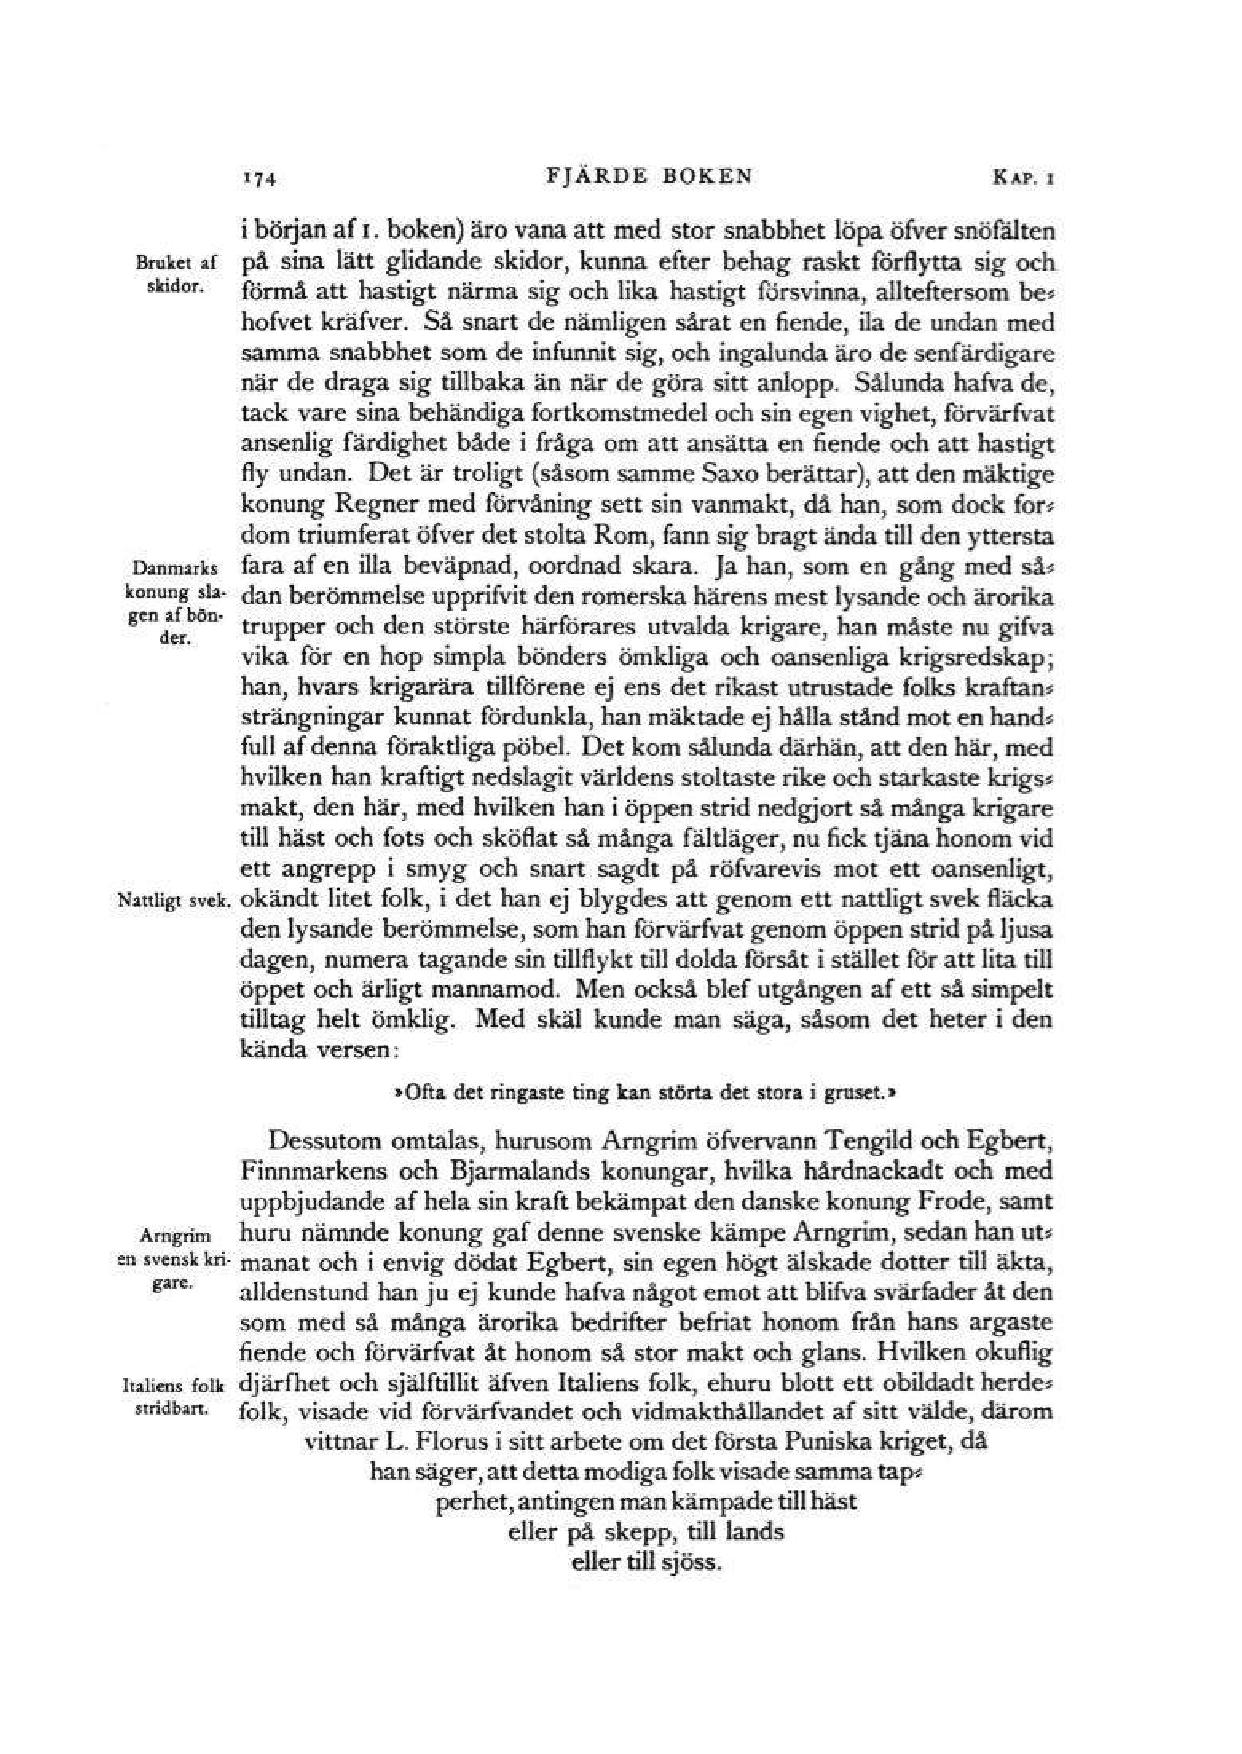 174 FJÄRDE BOKEN KAP. 1
i början af 1. boken) äro vana att med stor snabbhet löpa öfver snöfälten
Bruket af
skidor.
på sina lätt glidande skidor, kunna efter behag raskt förflytta sig och
förmå att hastigt närma sig och lika hastigt försvinna, allteftersom be-
hofvet kräfver. Så snart de nämligen sårat en fiende, ila de undan med
samma snabbhet som de infunnit sig, och ingalunda äro de senfärdigare
när de draga sig tillbaka än när de göra sitt anlopp. Sålunda hafva de,
tack vare sina behändiga fortkomstmedel och sin egen vighet, förvärfvat
ansenlig färdighet både i fråga om att ansätta en fiende och att hastigt
fly undan. Det är troligt (såsom samme Saxo berättar), att den mäktige
konung Regner med förvåning sett sin vanmakt, då han, som dock for-
dom triumferat öfver det stolta Rom, fann sig bragt ända till den yttersta
Danmarks
konung sla-
gen af bön-
der.
fara af en illa beväpnad, oordnad skara. Ja han, som en gång med så-
dan berömmelse upprifvit den romerska härens mest lysande och ärorika
trupper och den störste härförares utvalda krigare, han måste nu gifva
vika för en hop simpla bönders ömkliga och oansenliga krigsredskap;
han, hvars krigarära tillförene ej ens det rikast utrustade folks kraftan-
strängningar kunnat fördunkla, han mäktade ej hålla stånd mot en hand-
full af denna föraktliga pöbel. Det kom sålunda därhän, att den här, med
hvilken han kraftigt nedslagit världens stoltaste rike och starkaste krigs-
makt, den här, med hvilken han i öppen strid nedgjort så många krigare
till häst och fots och sköflat så många fältläger, nu fick tjäna honom vid
ett angrepp i smyg och snart sagdt på röfvarevis mot ett oansenligt,
Nattligt svek.
okändt litet folk, i det han ej blygdes att genom ett nattligt svek fläcka
den lysande berömmelse, som han förvärfvat genom öppen strid på ljusa
dagen, numera tagande sin tillflykt till dolda försåt i stället för att lita till
öppet och ärligt mannamod. Men också blef utgången af ett så simpelt
tilltag helt ömklig. Med skäl kunde man säga, såsom det heter i den
kända versen:
»Ofta det ringaste ting kan störta det stora i gruset.»
Dessutom omtalas, hurusom Arngrim öfvervann Tengild och Egbert,
Finnmarkens och Bjarmalands konungar, hvilka hårdnackadt och med
uppbjudande af hela sin kraft bekämpat den danske konung Frode, samt
Arngrim
en svensk kri-
gare.
huru nämnde konung gaf denne svenske kämpe Arngrim, sedan han ut-
manat och i envig dödat Egbert, sin egen högt älskade dotter till äkta,
alldenstund han ju ej kunde hafva något emot att blifva svärfader åt den
som med så många ärorika bedrifter befriat honom från hans argaste
fiende och förvärfvat åt honom så stor makt och glans. Hvilken okuflig
Italiens folk
stridbart.
djärfhet och själftillit äfven Italiens folk, ehuru blott ett obildadt herde-
folk, visade vid förvärfvandet och vidmakthållandet af sitt välde, därom
vittnar L. Florus i sitt arbete om det första Puniska kriget, då
han säger, att detta modiga folk visade samma tap-
perhet, antingen man kämpade till häst
eller på skepp, till lands
eller till sjöss.